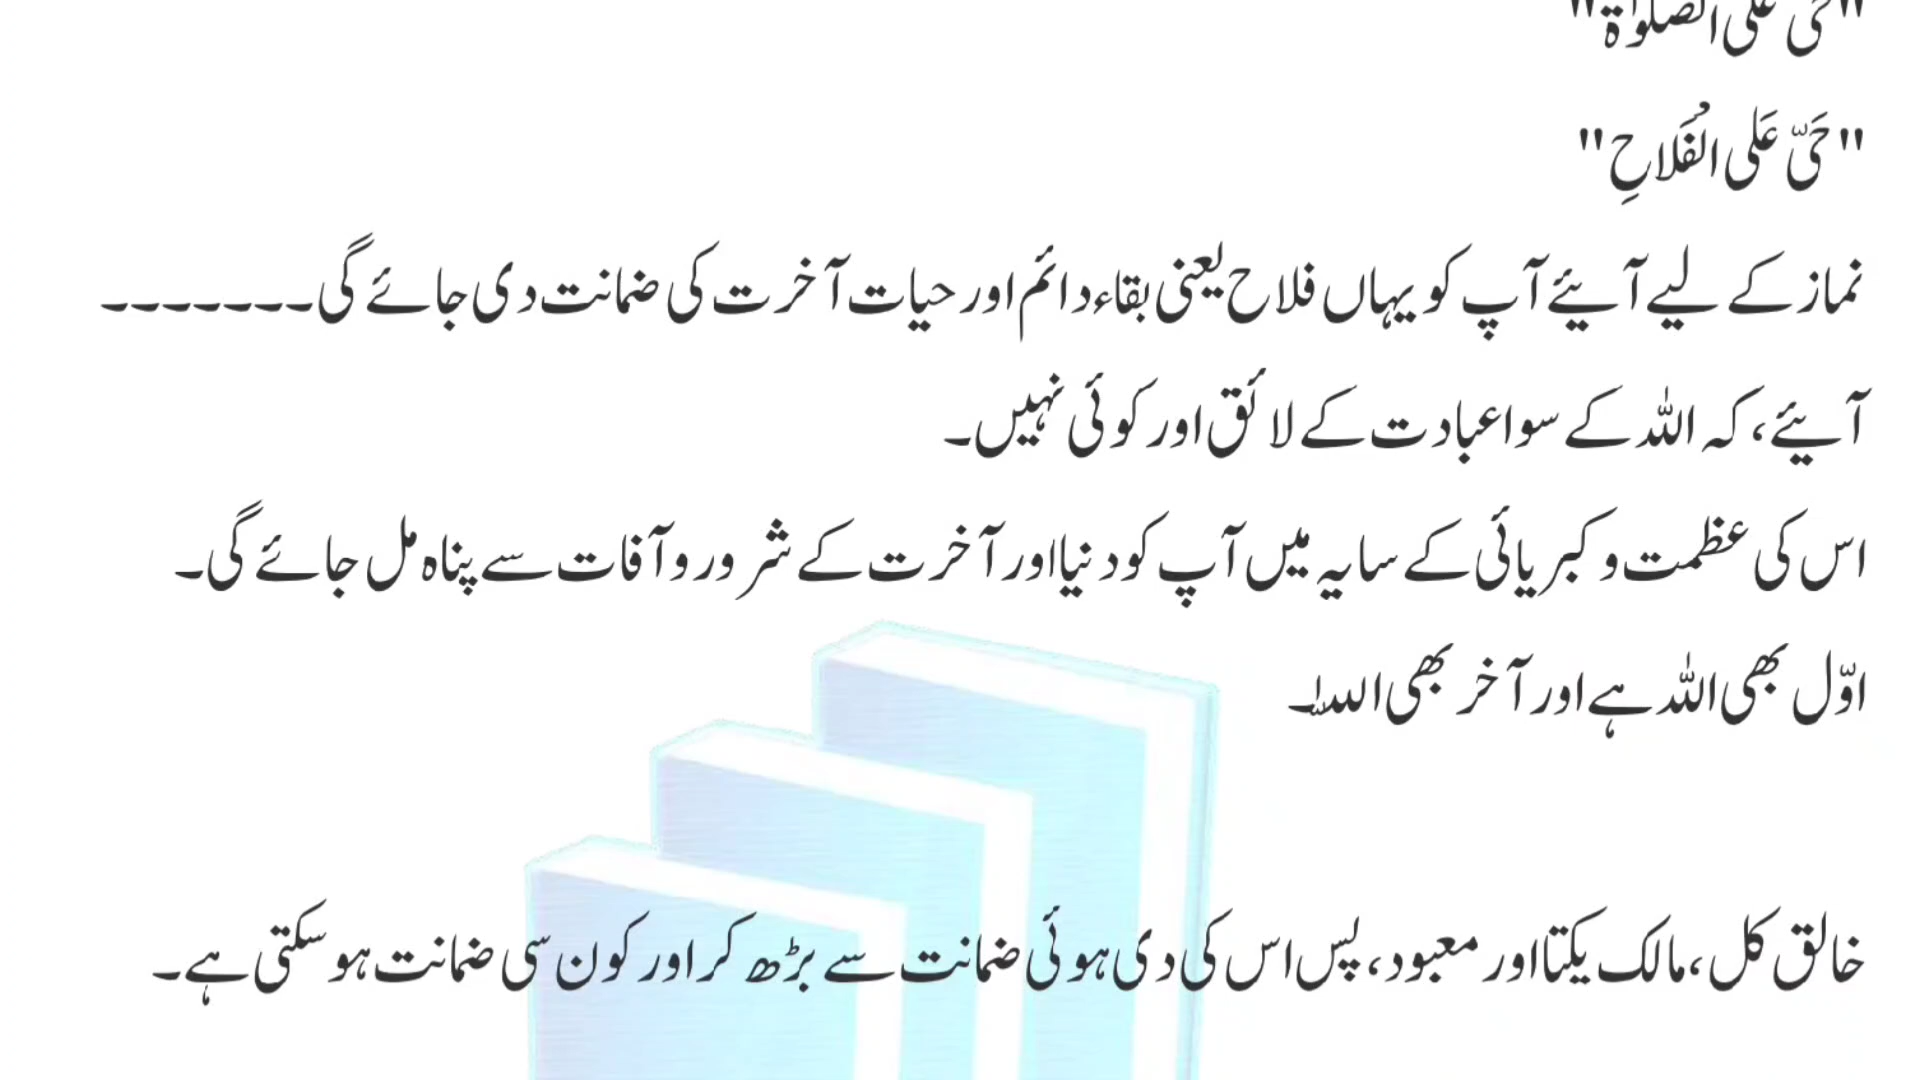 "حَیَّ عَلَی الصَّلوٰاۃ"
"حَیَّ عَلَی الْفَلَاحِ"
نماز کے لیے آیئے آپ کو یہاں فلاح یعنی بقاء دائم اور حیات آخرت کی ضمانت دی جائے گی۔۔۔۔۔۔۔
آیئے، کہ اللہ کے سوا عبادت کے لائق اور کوئی نہیں۔
اس کی عظمت و کبریائی کے سایہ میں آپ کو دنیا اور آخرت کے شرور و آفات سے پناہ مل جائے گی۔
اوّل بھی اللہ ہے اور آخر بھی اللہ۔
خالق کل، مالک یکتا اور معبود، پس اس کی دی ہوئی ضمانت سے بڑھ کر اور کون سی ضمانت ہو سکتی ہے۔